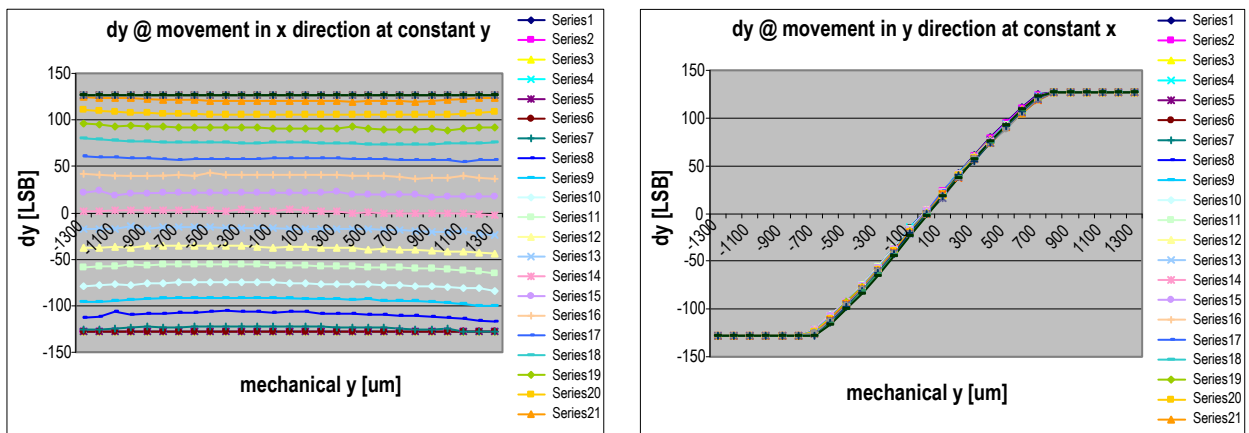 dy @ movement in x direction at constant y
150
100
50
0
-50
-100
-150
dy [LSB]
-1300
-1100
-900
-700
-500
-300
-100
100
300
500
700
900
1100
1300
mechanical y [um]
Series1
Series2
Series3
Series4
Series5
Series6
Series7
Series8
Series9
Series10
Series11
Series12
Series13
Series14
Series15
Series16
Series17
Series18
Series19
Series20
Series21
dy @ movement in y direction at constant x
150
100
50
0
-50
-100
-150
dy [LSB]
-1300
-1100
-900
-700
-500
-300
-100
100
300
500
700
900
1100
1300
mechanical y [um]
Series1
Series2
Series3
Series4
Series5
Series6
Series7
Series8
Series9
Series10
Series11
Series12
Series13
Series14
Series15
Series16
Series17
Series18
Series19
Series20
Series21